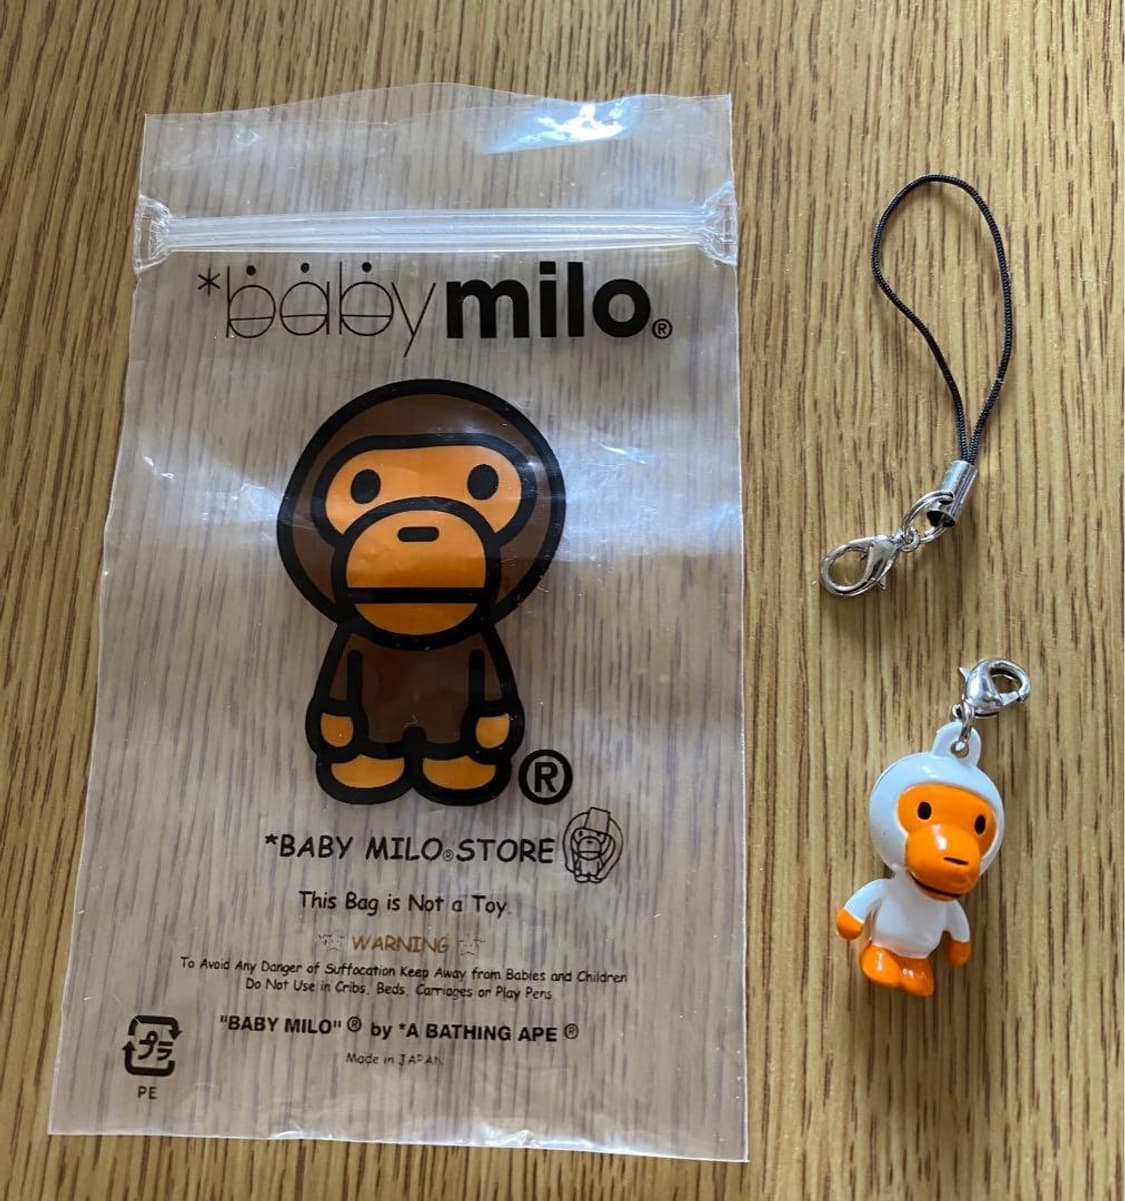 *babymilo®
®
*BABY MILO®STORE
This Bag is Not a Toy.
WARNING
To Avoid Any Danger of Suffocation Keep Away from Babies and Children
Do Not Use in Cribs, Beds, Carriages or Play Pens
"BABY MILO"® by *A BATHING APE®
Made in JAPAN
プラ
PE